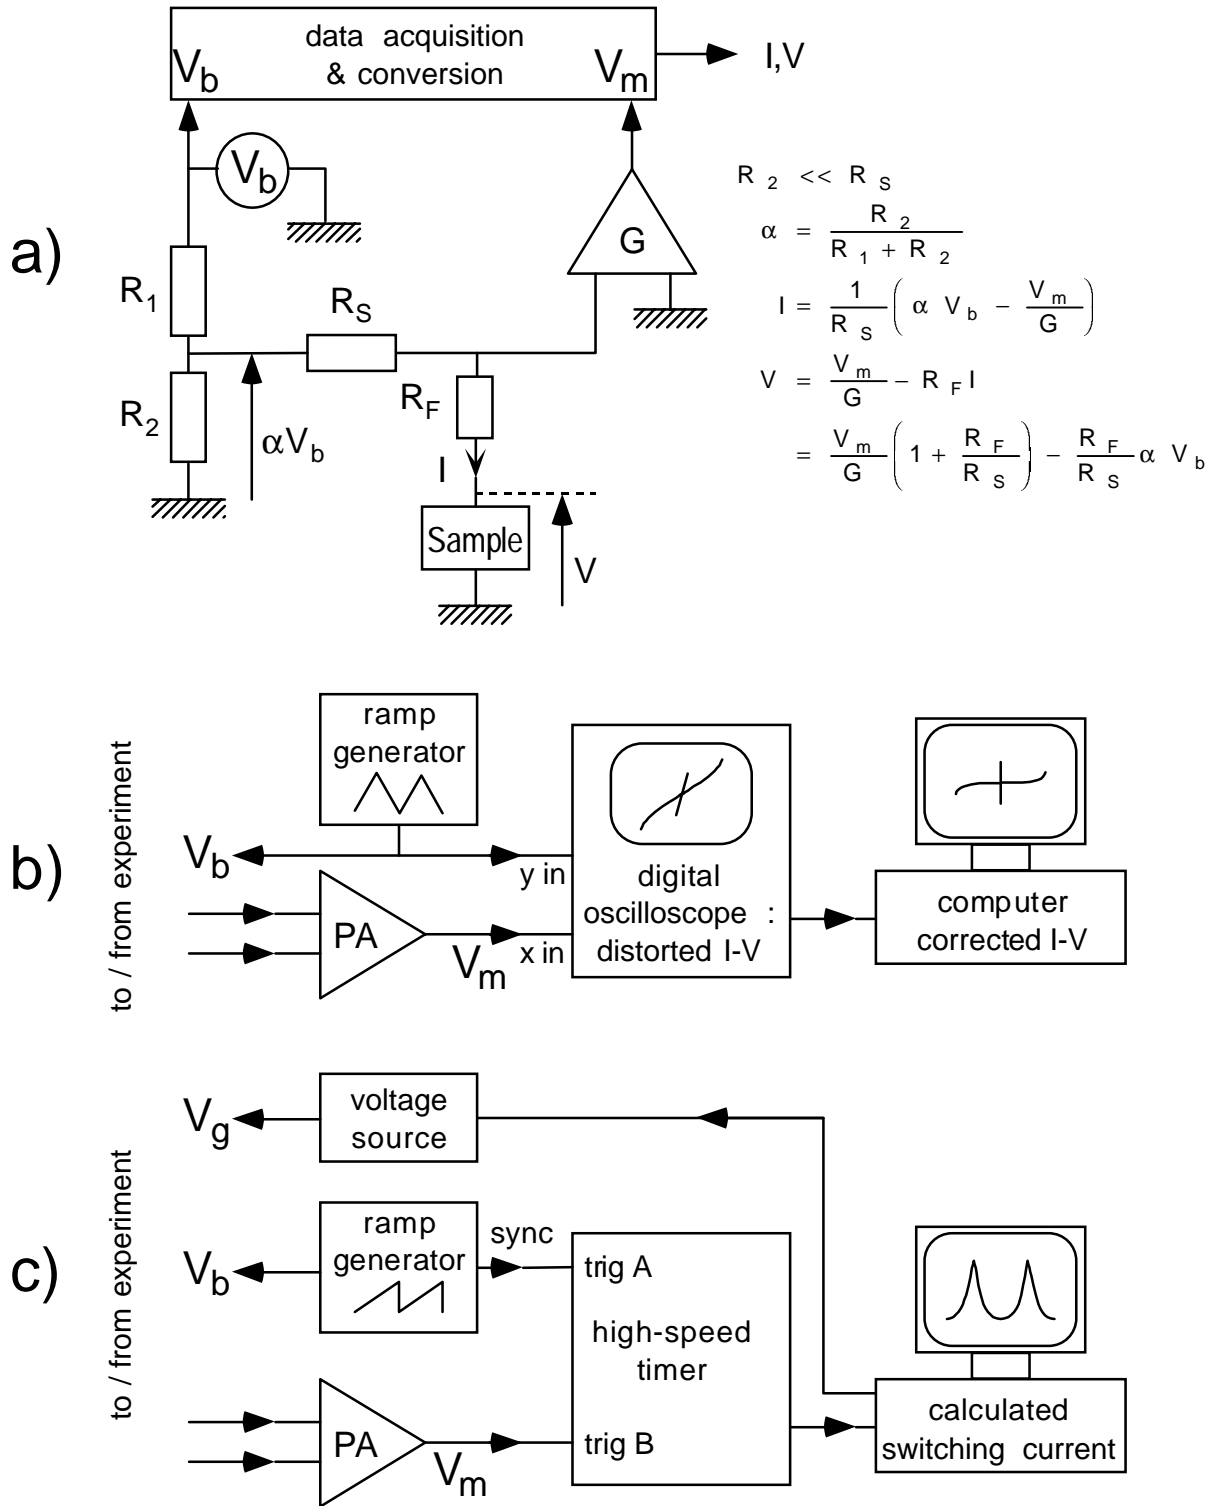 a)
data acquisition
& conversion
V_b
V_m
I,V
V_b
R_1
R_2
αV_b
R_S
R_F
I
Sample
V
G
R_2 << R_S
α = R_2 / (R_1 + R_2)
I = 1/R_S (α V_b − V_m/G)
V = V_m/G − R_F I
= V_m/G (1 + R_F/R_S) − R_F/R_S α V_b
b)
to / from experiment
ramp
generator
V_b
PA
V_m
y in
x in
digital
oscilloscope :
distorted I-V
computer
corrected I-V
c)
to / from experiment
V_g
voltage
source
V_b
ramp
generator
sync
PA
V_m
trig A
high-speed
timer
trig B
calculated
switching current